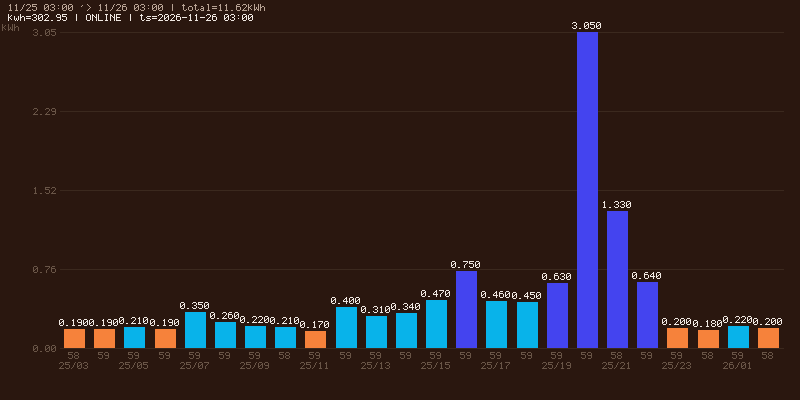 11/25 03:00 -> 11/26 03:00 | total=11.62KWh
Kwh=302.95 | ONLINE | ts=2026-11-26 03:00
KWh
3.05
2.29
1.52
0.76
0.00
3.050
1.330
0.750
0.630
0.640
0.190 0.190 0.210 0.190 0.350 0.260 0.220 0.210 0.170 0.400 0.310 0.340 0.470 0.460 0.450 0.200 0.180 0.220 0.200
58 59 59 59 59 59 59 58 59 59 59 59 59 59 59 59 59 59 58 59 59 58 59 58
25/03 25/05 25/07 25/09 25/11 25/13 25/15 25/17 25/19 25/21 25/23 26/01